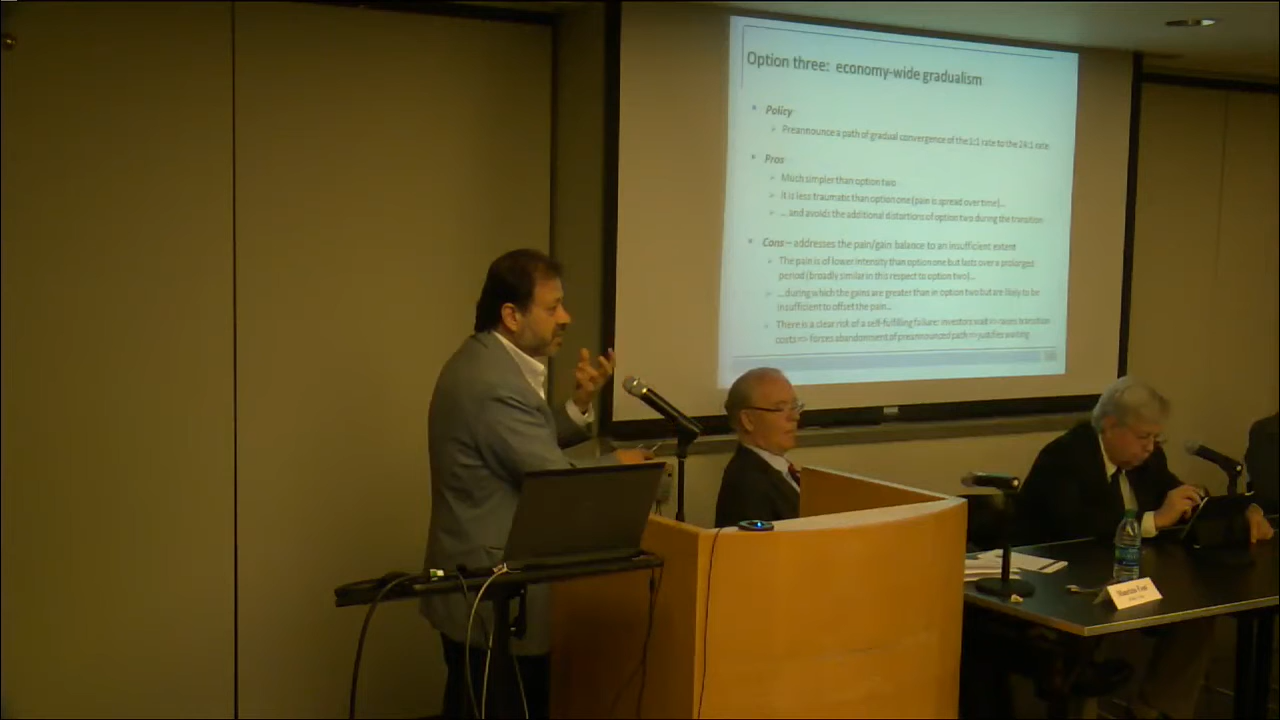 Option three: economy-wide gradualism
Policy
Preannounce a path of gradual convergence of the 1:1 rate to the 24:1 rate
Pros
Much simpler than option two
It is less traumatic than option one (pain is spread over time)...
...and avoids the additional distortions of option two during the transition
Cons – addresses the pain/gain balance to an insufficient extent
The pain is of lower intensity than option one but lasts over a prolonged
period (broadly similar in this respect to option two)...
...during which the gains are greater than in option two but are likely to be
insufficient to offset the pain...
There is a clear risk of a self-fulfilling failure: investors wait => raises transition
costs => forces abandonment of preannounced path => justifies waiting